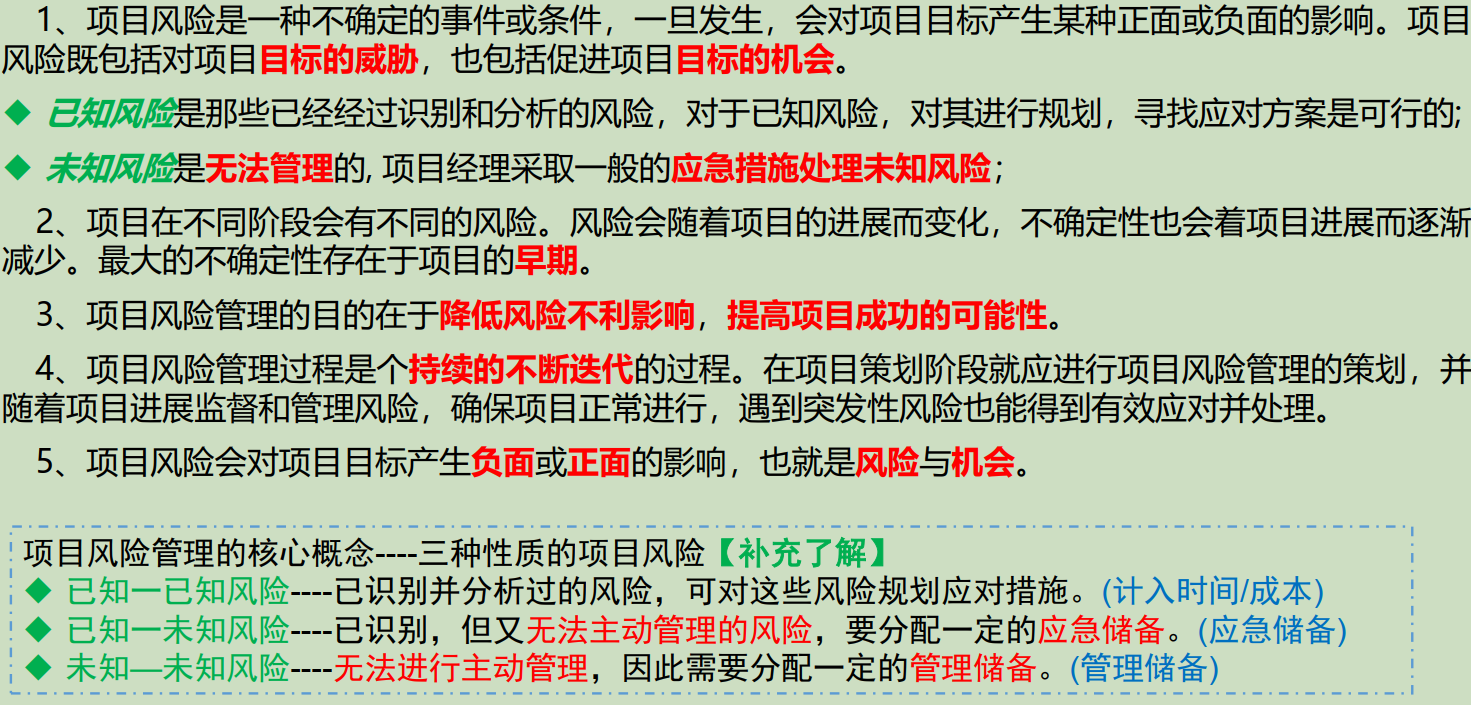 1、项目风险是一种不确定的事件或条件，一旦发生，会对项目目标产生某种正面或负面的影响。项目
风险既包括对项目目标的威胁，也包括促进项目目标的机会。
◆ 已知风险是那些已经经过识别和分析的风险，对于已知风险，对其进行规划，寻找应对方案是可行的;
◆ 未知风险是无法管理的, 项目经理采取一般的应急措施处理未知风险；
2、项目在不同阶段会有不同的风险。风险会随着项目的进展而变化，不确定性也会着项目进展而逐渐
减少。最大的不确定性存在于项目的早期。
3、项目风险管理的目的在于降低风险不利影响，提高项目成功的可能性。
4、项目风险管理过程是个持续的不断迭代的过程。在项目策划阶段就应进行项目风险管理的策划，并
随着项目进展监督和管理风险，确保项目正常进行，遇到突发性风险也能得到有效应对并处理。
5、项目风险会对项目目标产生负面或正面的影响，也就是风险与机会。
项目风险管理的核心概念----三种性质的项目风险【补充了解】
◆ 已知一已知风险----已识别并分析过的风险，可对这些风险规划应对措施。(计入时间/成本)
◆ 已知一未知风险----已识别，但又无法主动管理的风险，要分配一定的应急储备。(应急储备)
◆ 未知—未知风险----无法进行主动管理，因此需要分配一定的管理储备。(管理储备)